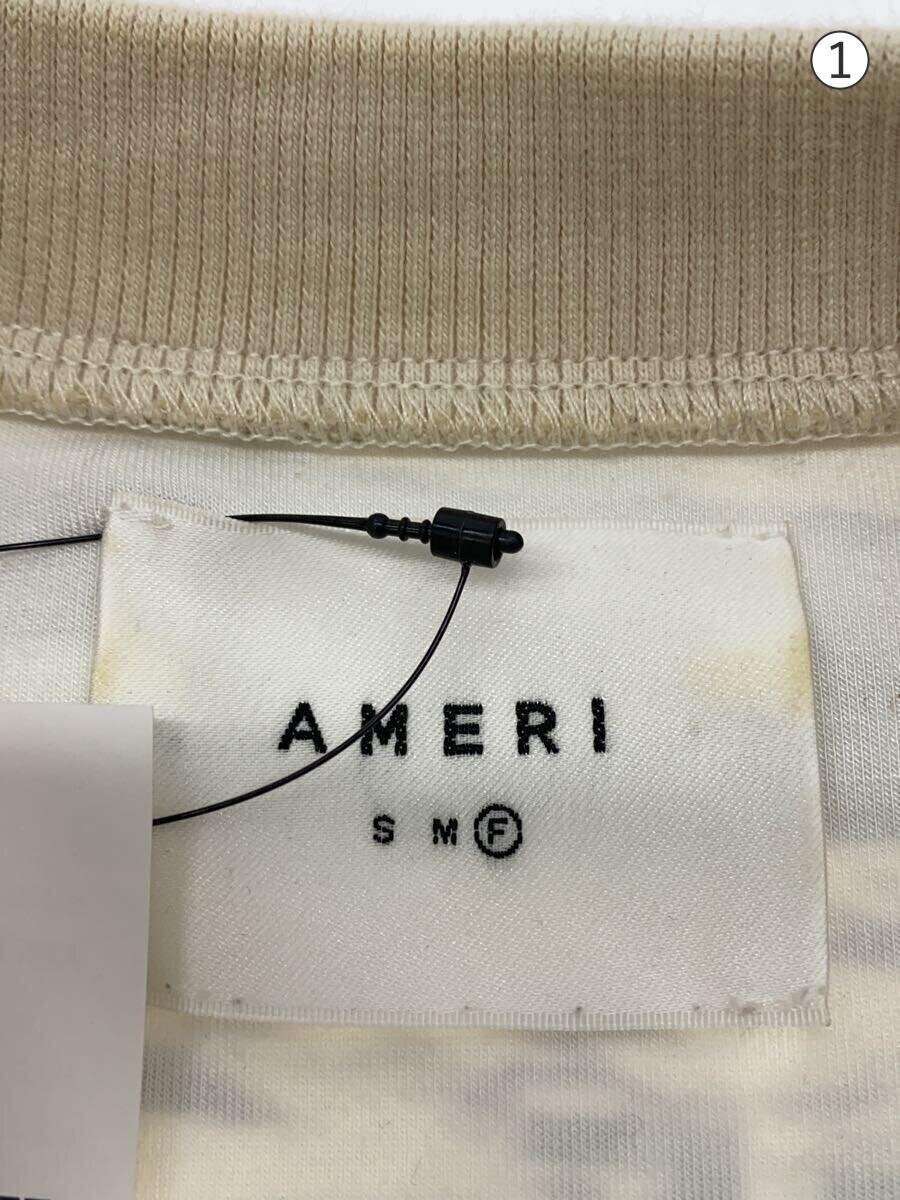 ①
AMERI
S M Ⓕ